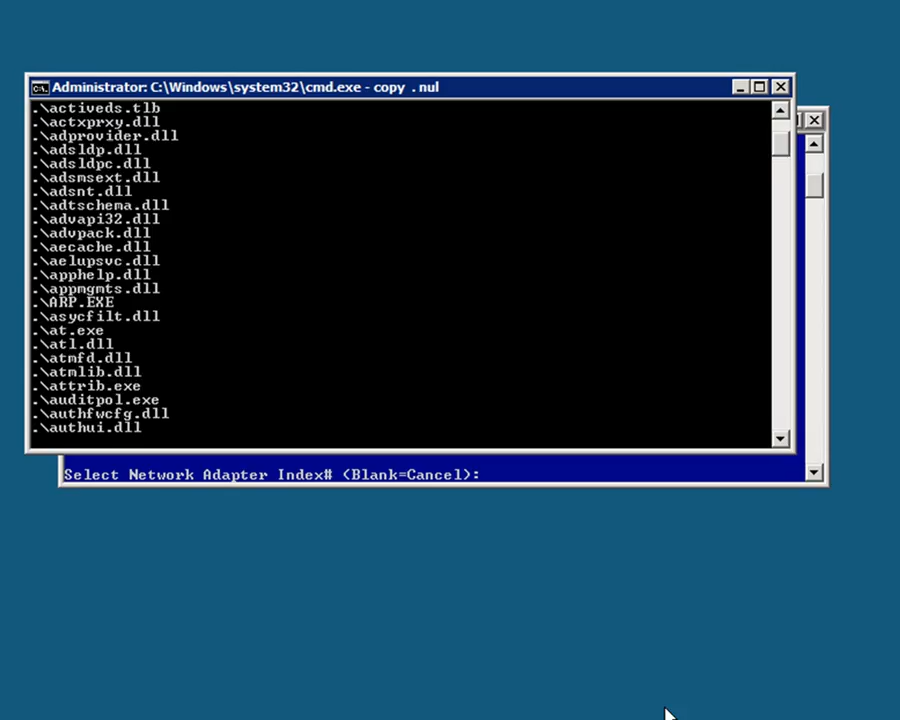 Administrator: C:\Windows\system32\cmd.exe - copy . nul
.\activeds.tlb
.\actxprxy.dll
.\adprovider.dll
.\adsldp.dll
.\adsldpc.dll
.\adsmsext.dll
.\adsnt.dll
.\adtschema.dll
.\advapi32.dll
.\advpack.dll
.\aecache.dll
.\aelupsvc.dll
.\apphelp.dll
.\appmgmts.dll
.\ARP.EXE
.\asycfilt.dll
.\at.exe
.\atl.dll
.\atmfd.dll
.\atmlib.dll
.\attrib.exe
.\auditpol.exe
.\authfwcfg.dll
.\authui.dll
Select Network Adapter Index# (Blank=Cancel):